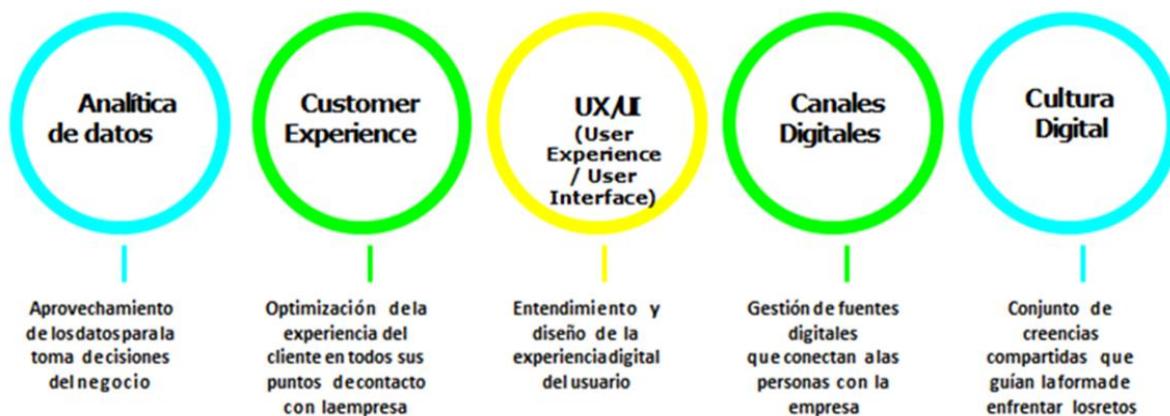 Analítica
de datos
Customer
Experience
UX/UI
(User
Experience
/ User
Interface)
Canales
Digitales
Cultura
Digital
Aprovechamiento
de los datos para la
toma decisiones
del negocio
Optimización de la
experiencia del
cliente en todos sus
puntos de contacto
con la empresa
Entendimiento y
diseño de la
experiencia digital
del usuario
Gestión de fuentes
digitales
que conectan a las
personas con la
empresa
Conjunto de
creencias
compartidas que
guían la forma de
enfrentar los retos